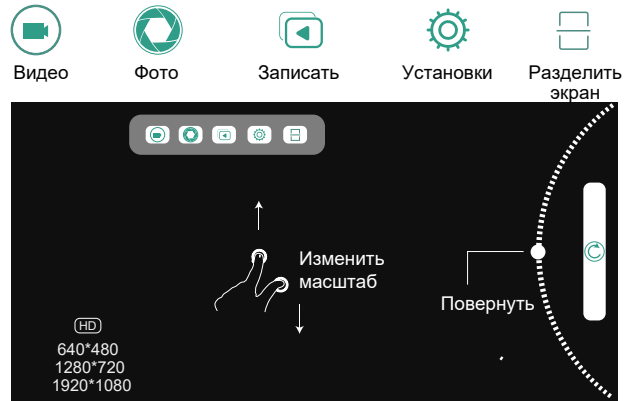 Видео
Фото
Записать
Установки
Разделить
экран
Изменить
масштаб
Повернуть
HD
640*480
1280*720
1920*1080